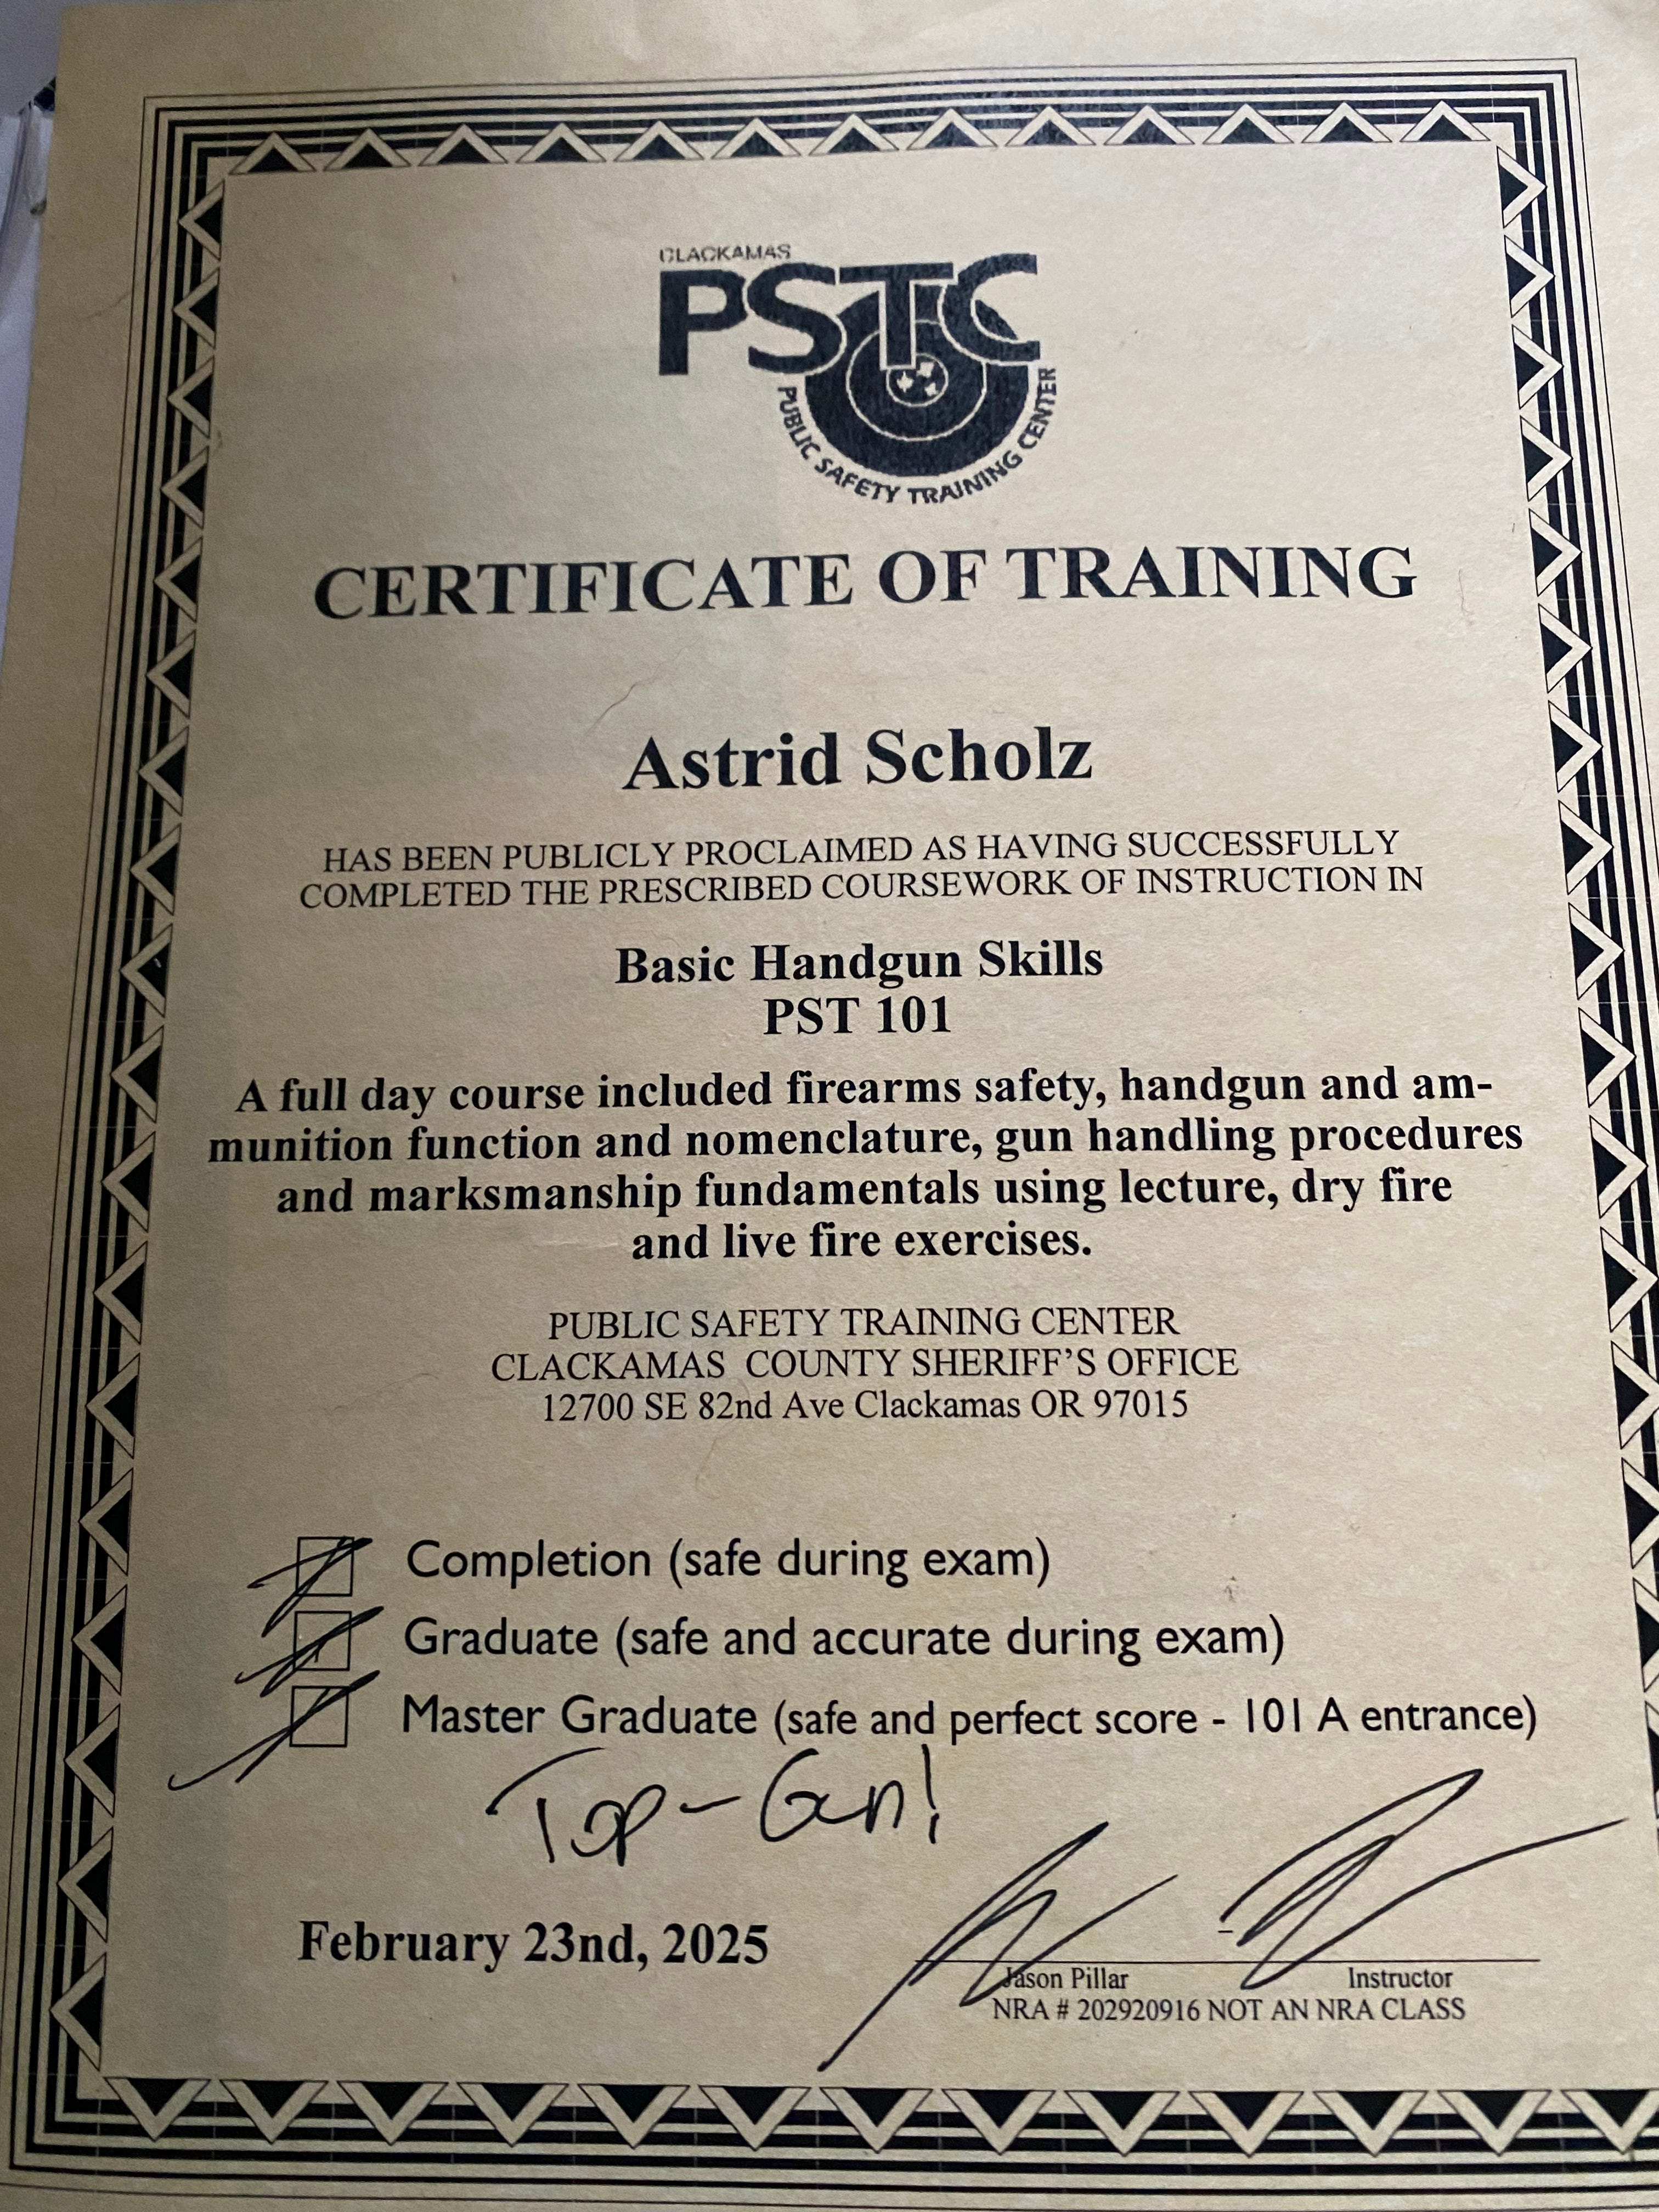 CLACKAMAS
PSTC
PUBLIC SAFETY TRAINING CENTER
CERTIFICATE OF TRAINING
Astrid Scholz
HAS BEEN PUBLICLY PROCLAIMED AS HAVING SUCCESSFULLY
COMPLETED THE PRESCRIBED COURSEWORK OF INSTRUCTION IN
Basic Handgun Skills
PST 101
A full day course included firearms safety, handgun and am-
munition function and nomenclature, gun handling procedures
and marksmanship fundamentals using lecture, dry fire
and live fire exercises.
PUBLIC SAFETY TRAINING CENTER
CLACKAMAS COUNTY SHERIFF'S OFFICE
12700 SE 82nd Ave Clackamas OR 97015
Completion (safe during exam)
Graduate (safe and accurate during exam)
Master Graduate (safe and perfect score - 101 A entrance)
Top-Gun!
February 23nd, 2025
Jason Pillar Instructor
NRA # 202920916 NOT AN NRA CLASS